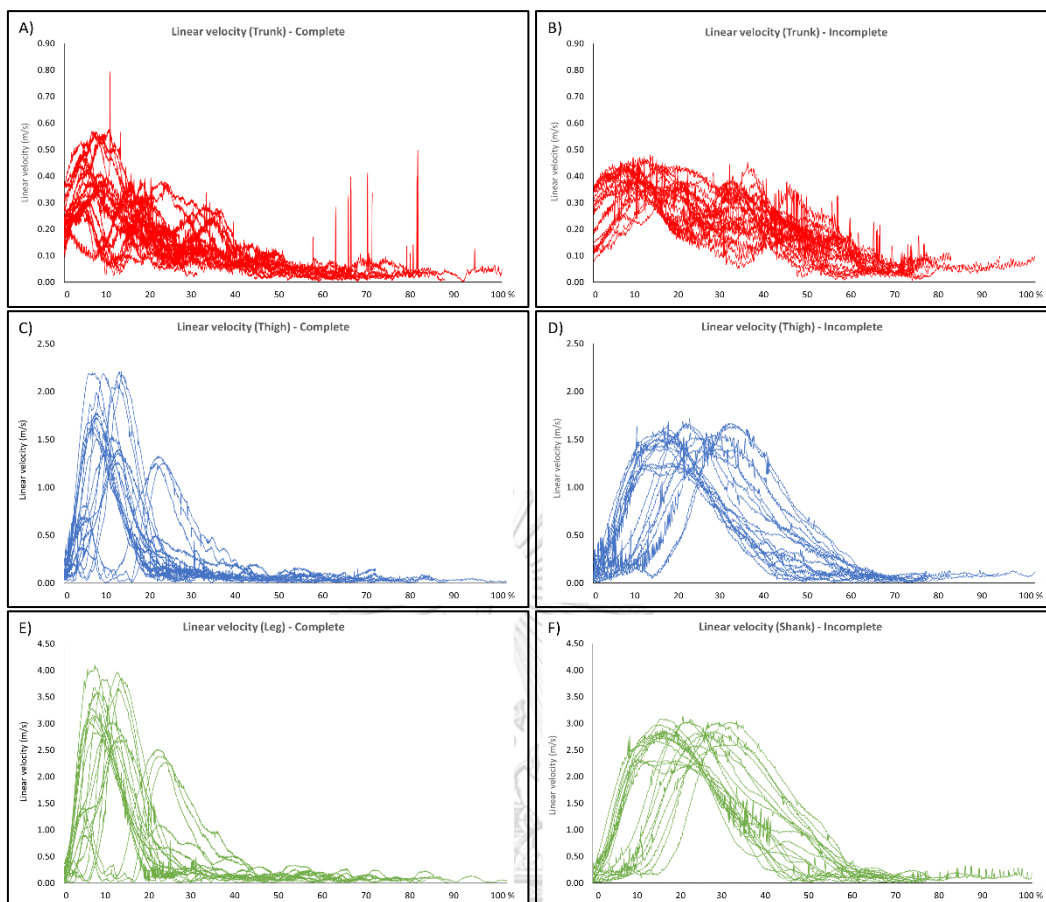 A)
Linear velocity (Trunk) - Complete
0.90
0.80
0.70
0.60
0.50
0.40
0.30
0.20
0.10
0.00
Linear velocity (m/s)
0 10 20 30 40 50 60 70 80 90 100 %
B)
Linear velocity (Trunk) - Incomplete
0.90
0.80
0.70
0.60
0.50
0.40
0.30
0.20
0.10
0.00
Linear velocity (m/s)
0 10 20 30 40 50 60 70 80 90 100 %
C)
Linear velocity (Thigh) - Complete
2.50
2.00
1.50
1.00
0.50
0.00
Linear velocity (m/s)
0 10 20 30 40 50 60 70 80 90 100 %
D)
Linear velocity (Thigh) - Incomplete
2.50
2.00
1.50
1.00
0.50
0.00
Linear velocity (m/s)
0 10 20 30 40 50 60 70 80 90 100 %
E)
Linear velocity (Leg) - Complete
4.50
4.00
3.50
3.00
2.50
2.00
1.50
1.00
0.50
0.00
Linear velocity (m/s)
0 10 20 30 40 50 60 70 80 90 100 %
F)
Linear velocity (Shank) - Incomplete
4.50
4.00
3.50
3.00
2.50
2.00
1.50
1.00
0.50
0.00
Linear velocity (m/s)
0 10 20 30 40 50 60 70 80 90 100 %